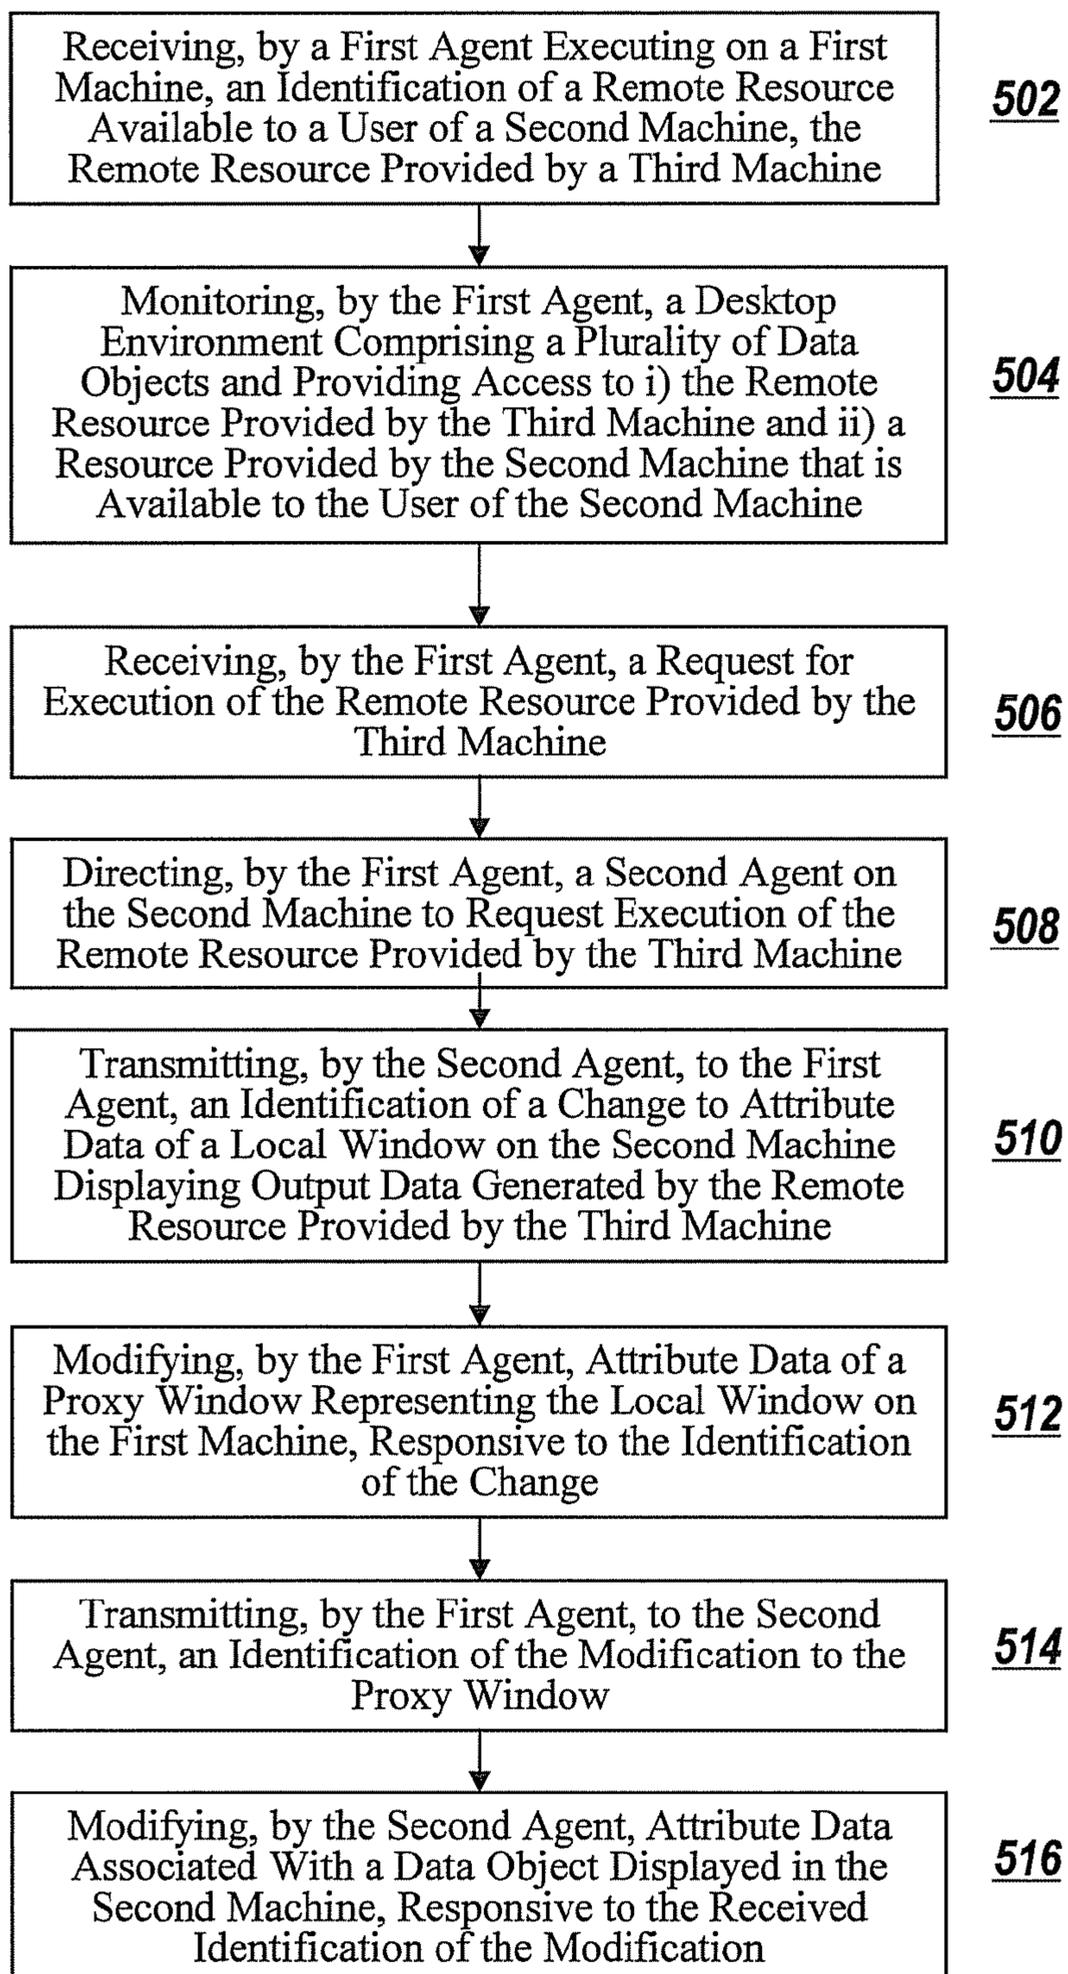 Receiving, by a First Agent Executing on a First
Machine, an Identification of a Remote Resource
Available to a User of a Second Machine, the
Remote Resource Provided by a Third Machine
502
Monitoring, by the First Agent, a Desktop
Environment Comprising a Plurality of Data
Objects and Providing Access to i) the Remote
Resource Provided by the Third Machine and ii) a
Resource Provided by the Second Machine that is
Available to the User of the Second Machine
504
Receiving, by the First Agent, a Request for
Execution of the Remote Resource Provided by the
Third Machine
506
Directing, by the First Agent, a Second Agent on
the Second Machine to Request Execution of the
Remote Resource Provided by the Third Machine
508
Transmitting, by the Second Agent, to the First
Agent, an Identification of a Change to Attribute
Data of a Local Window on the Second Machine
Displaying Output Data Generated by the Remote
Resource Provided by the Third Machine
510
Modifying, by the First Agent, Attribute Data of a
Proxy Window Representing the Local Window on
the First Machine, Responsive to the Identification
of the Change
512
Transmitting, by the First Agent, to the Second
Agent, an Identification of the Modification to the
Proxy Window
514
Modifying, by the Second Agent, Attribute Data
Associated With a Data Object Displayed in the
Second Machine, Responsive to the Received
Identification of the Modification
516